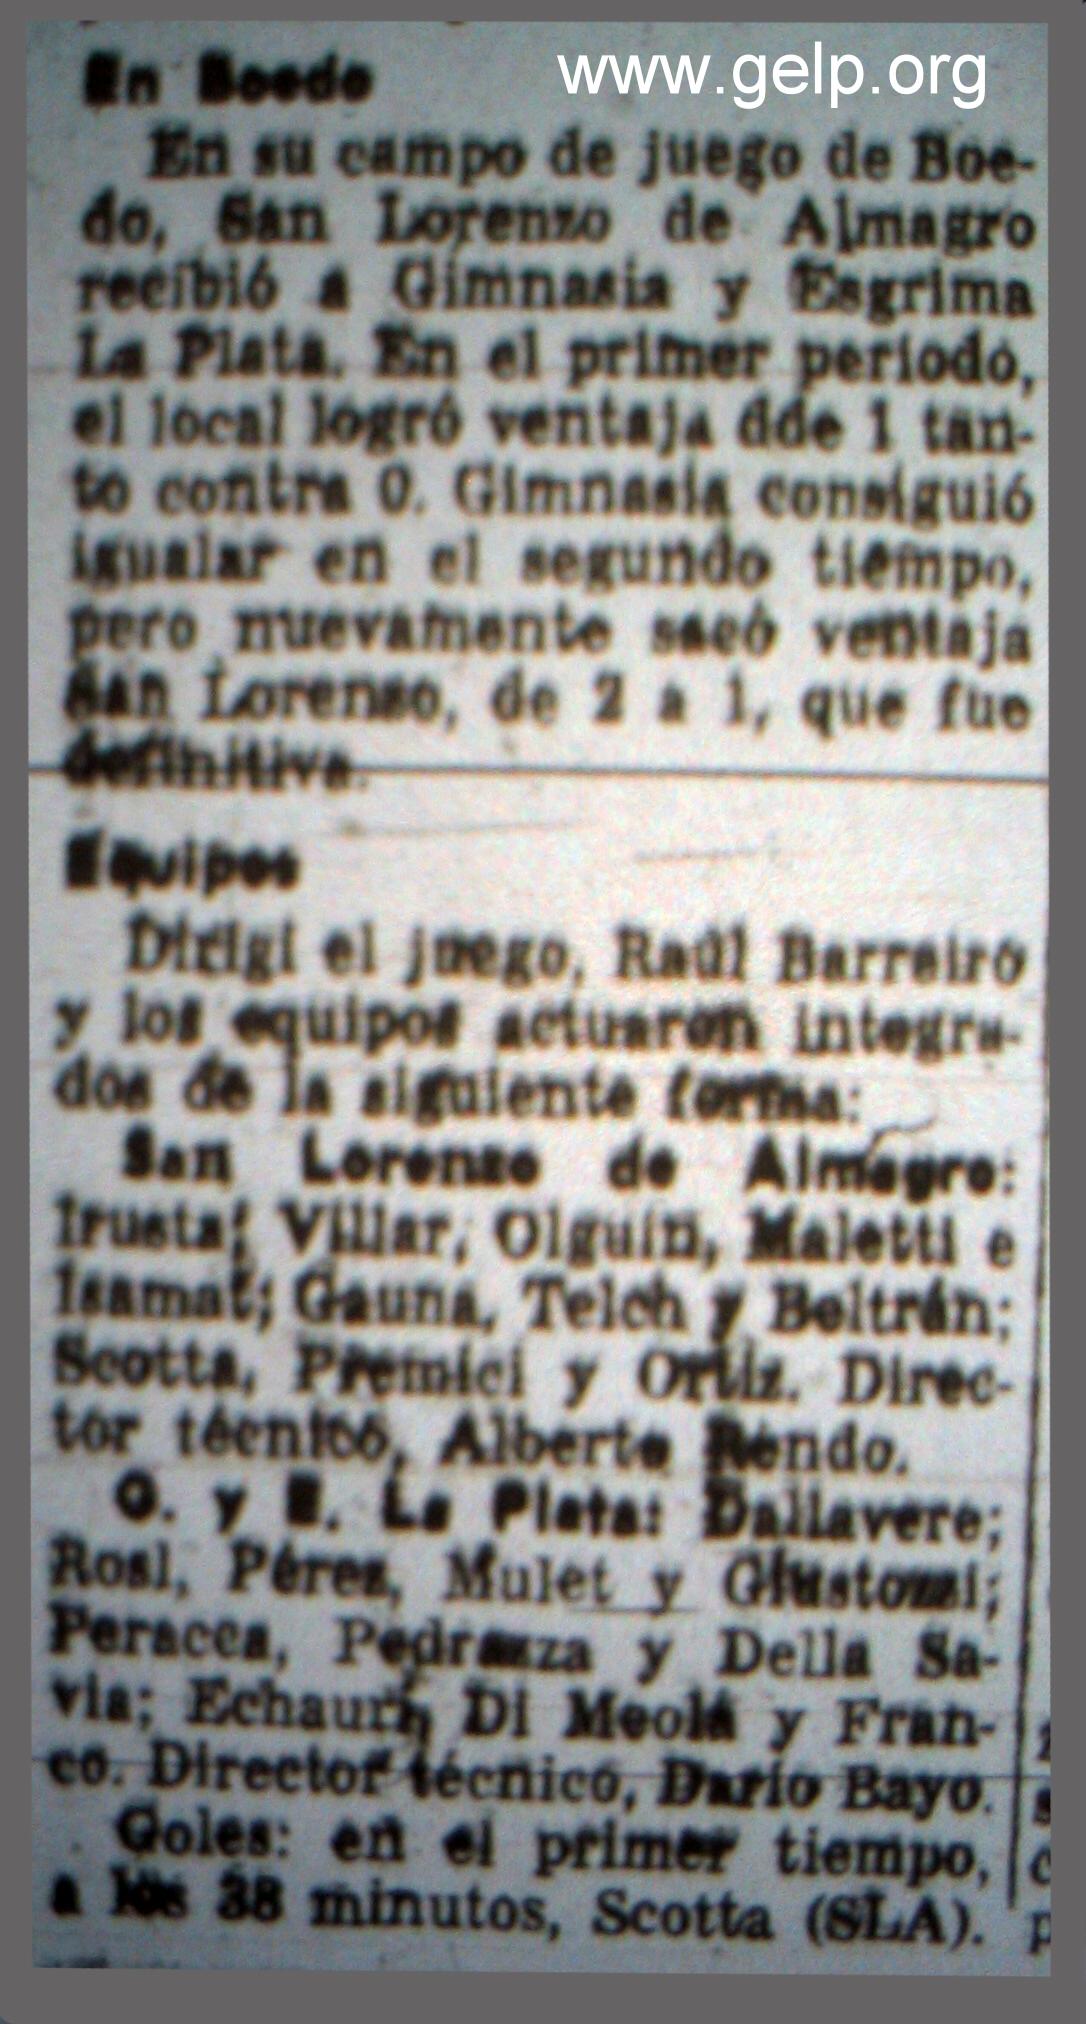 www.gelp.org
En Boedo
En su campo de juego de Boe-
do, San Lorenzo de Almagro
recibió a Gimnasia y Esgrima
La Plata. En el primer período,
el local logró ventaja dde 1 tan-
to contra 0. Gimnasia consiguió
igualar en el segundo tiempo,
pero nuevamente sacó ventaja
San Lorenzo, de 2 a 1, que fue
definitiva.
Equipos
Dirigi el juego, Raúl Barreiro
y los equipos actuaron integra-
dos de la siguiente forma:
San Lorenzo de Almagro:
Irusta; Villar, Olguín, Maletti e
Isamat; Gauna, Telch y Beltrán;
Scotta, Premici y Ortiz. Direc-
tor técnico, Alberto Rendo.
G. y E. La Plata: Dallavere;
Rosl, Pérez, Mulet y Giustozzi;
Peracca, Pedranza y Della Sa-
via; Echaurh Di Meola y Fran-
co. Director técnico, Darío Bayo.
Goles: en el primer tiempo,
a los 38 minutos, Scotta (SLA).